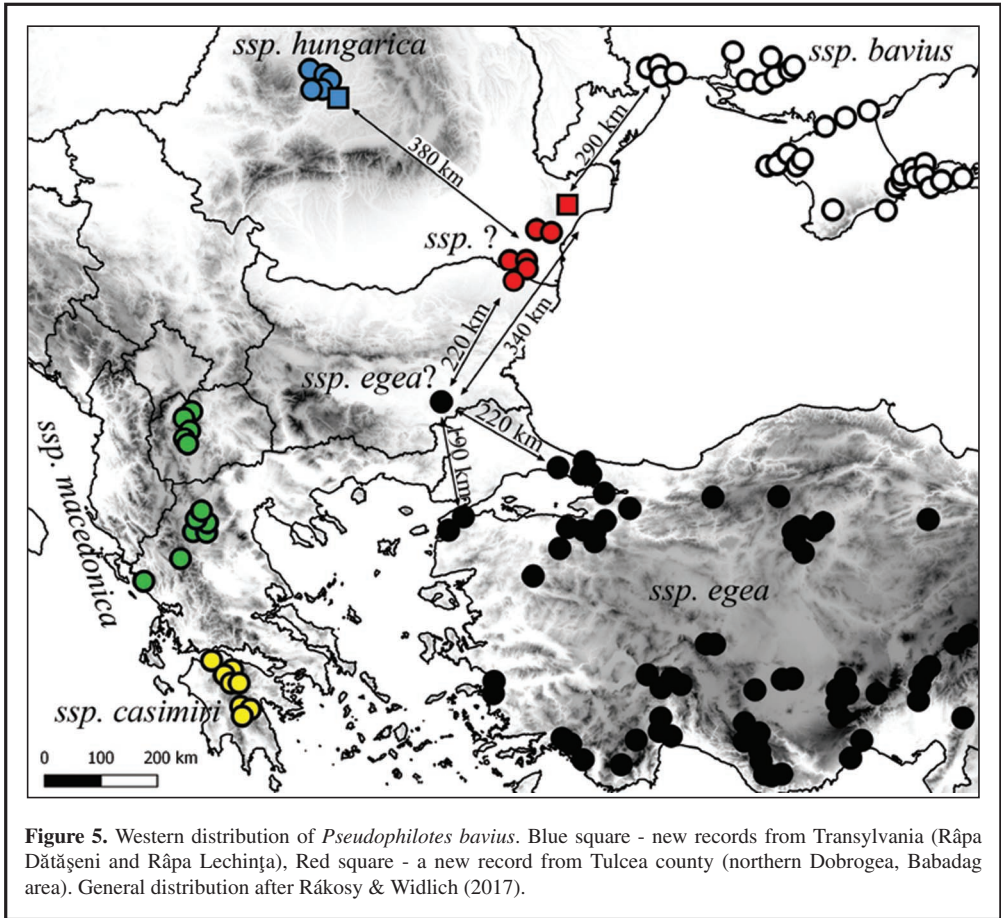 ssp. hungarica
ssp. bavius
290 km
380 km
ssp. ?
340 km
220 km
ssp. egea?
220 km
190 km
ssp. macedonica
ssp. egea
ssp. casimiri
0 100 200 km
Figure 5. Western distribution of Pseudophilotes bavius. Blue square - new records from Transylvania (Râpa
Dătăşeni and Râpa Lechinţa), Red square - a new record from Tulcea county (northern Dobrogea, Babadag
area). General distribution after Rákosy & Widlich (2017).